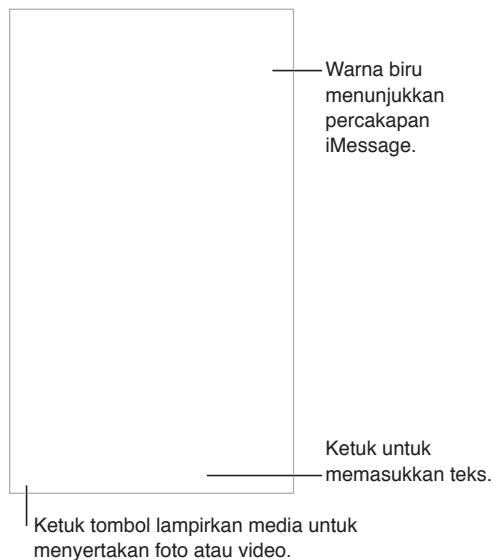 Warna biru
menunjukkan
percakapan
iMessage.
Ketuk untuk
memasukkan teks.
Ketuk tombol lampirkan media untuk
menyertakan foto atau video.